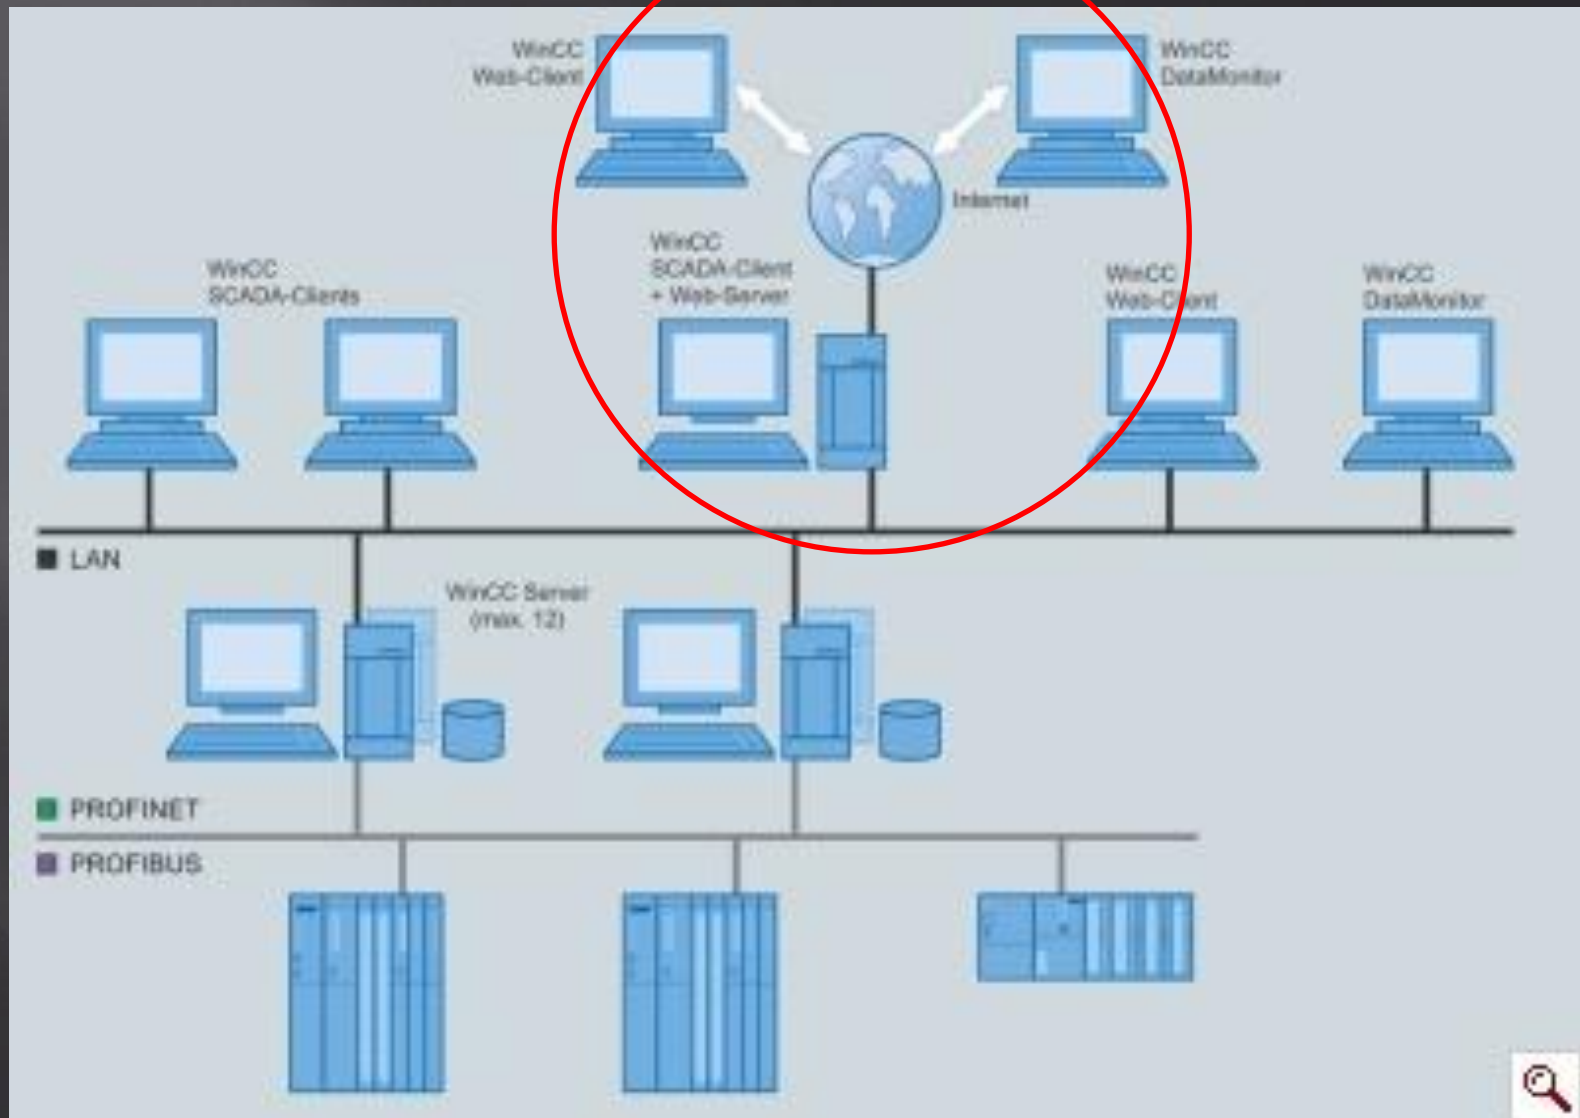 WinCC
Web-Client
WinCC
DataMonitor
Internet
WinCC
SCADA-Clients
WinCC
SCADA-Client
+ Web-Server
WinCC
Web-Client
WinCC
DataMonitor
LAN
WinCC Server
(max. 12)
PROFINET
PROFIBUS